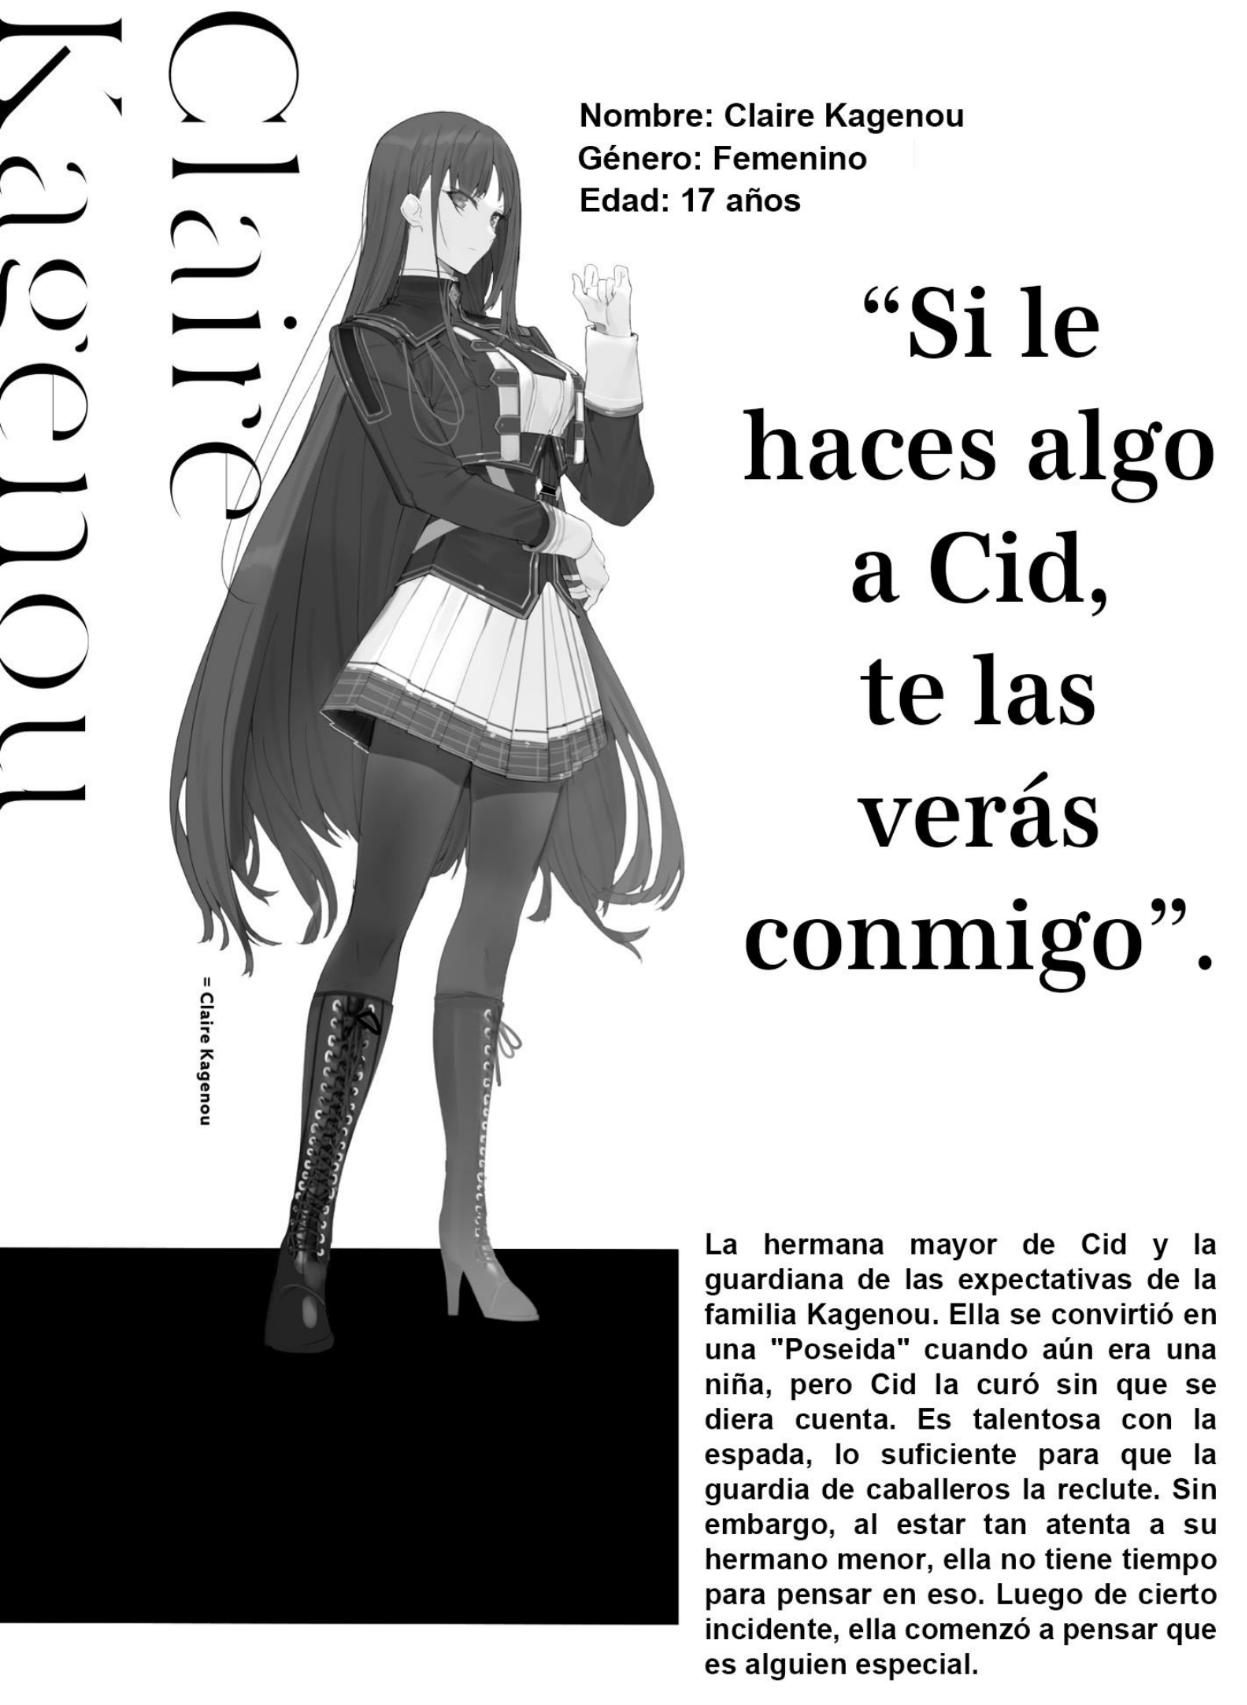 Claire
Kagenou
Nombre: Claire Kagenou
Género: Femenino
Edad: 17 años
“Si le
haces algo
a Cid,
te las
verás
conmigo”.
= Claire Kagenou
La hermana mayor de Cid y la
guardiana de las expectativas de la
familia Kagenou. Ella se convirtió en
una "Poseida" cuando aún era una
niña, pero Cid la curó sin que se
diera cuenta. Es talentosa con la
espada, lo suficiente para que la
guardia de caballeros la reclute. Sin
embargo, al estar tan atenta a su
hermano menor, ella no tiene tiempo
para pensar en eso. Luego de cierto
incidente, ella comenzó a pensar que
es alguien especial.